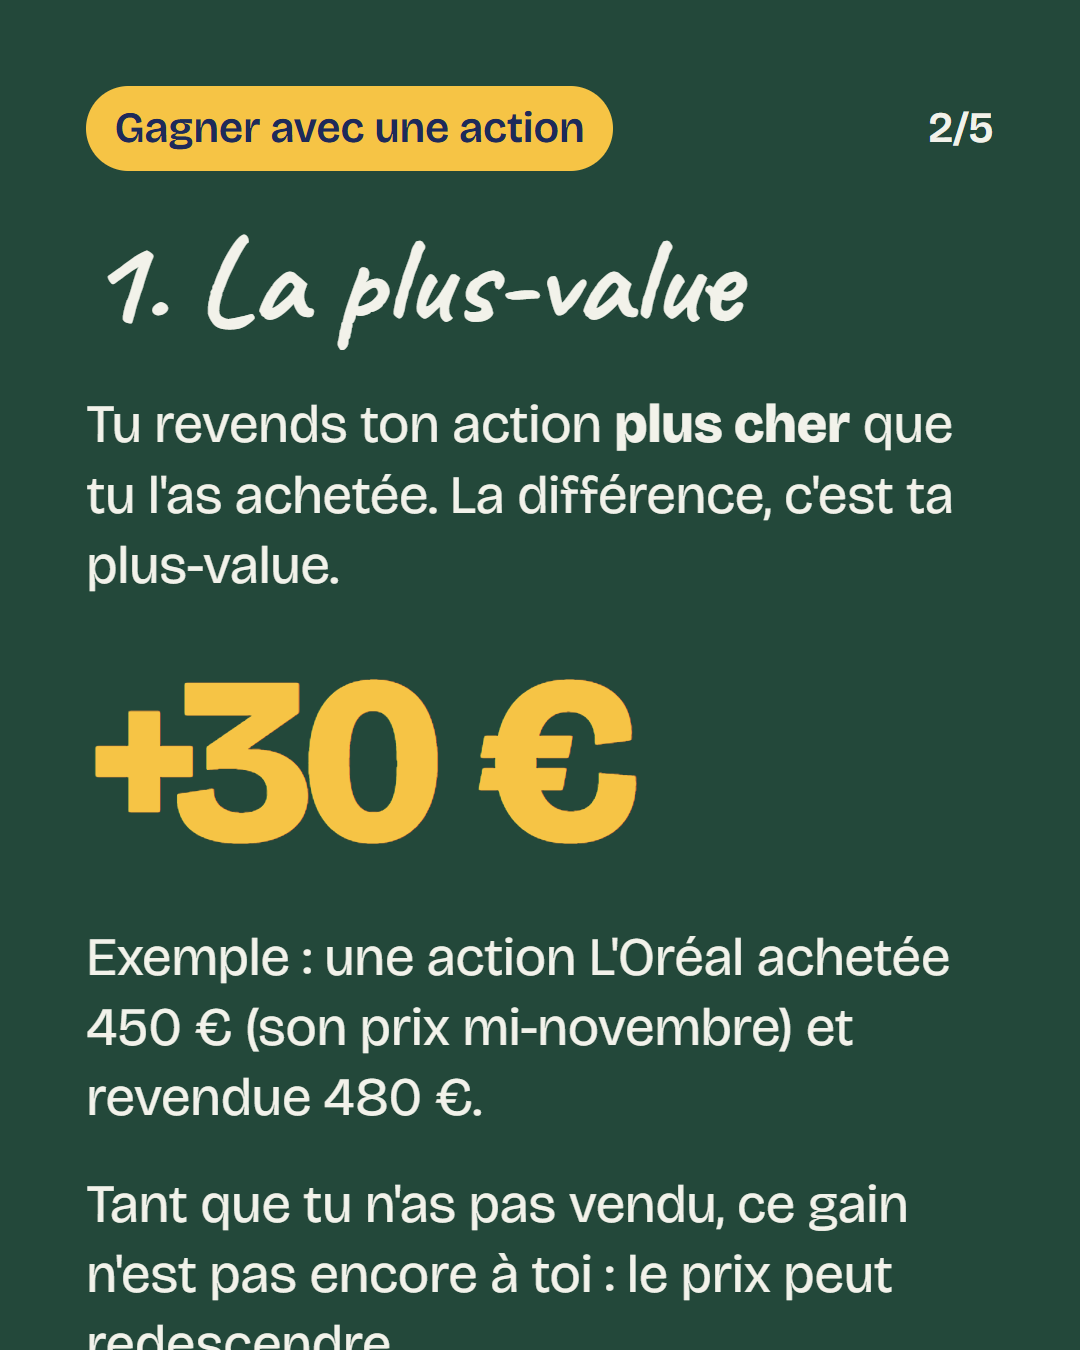 Gagner avec une action
2/5
1. La plus-value
Tu revends ton action plus cher que
tu l'as achetée. La différence, c'est ta
plus-value.
+30 €
Exemple : une action L'Oréal achetée
450 € (son prix mi-novembre) et
revendue 480 €.
Tant que tu n'as pas vendu, ce gain
n'est pas encore à toi : le prix peut
redescendre